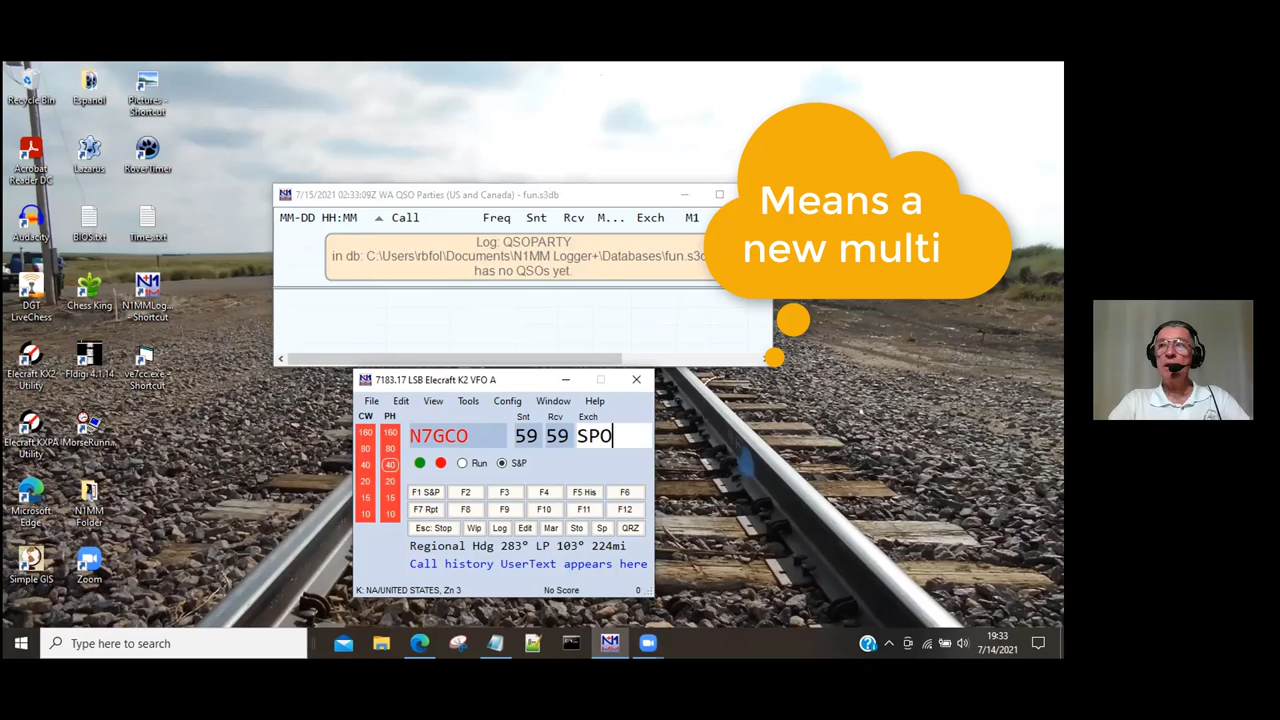 Recycle Bin
Espanol
Pictures -
Shortcut
Acrobat
Reader DC
Lazarus
RoverTimer
Audacity
BIOS.txt
Times.txt
DGT
LiveChess
Chess King
N1MMLog...
- Shortcut
Elecraft KX2
Utility
Fldigi 4.1.14
ve7cc.exe -
Shortcut
Elecraft KXPA
Utility
MorseRunn...
Microsoft
Edge
N1MM
Folder
Simple GIS
Zoom
7/15/2021 02:33:09Z WA QSO Parties (US and Canada) - fun.s3db
MM-DD HH:MM Call Freq Snt Rcv M... Exch M1
Log: QSOPARTY
in db: C:\Users\rbfol\Documents\N1MM Logger+\Databases\fun.s3d
has no QSOs yet.
Means a
new multi
7183.17 LSB Elecraft K2 VFO A
File Edit View Tools Config Window Help
CW PH Snt Rcv Exch
160 160 N7GCO 59 59 SPO
80 80
40 40 Run S&P
20 20
15 15
10 10
F1 S&P F2 F3 F4 F5 His F6
F7 Rpt F8 F9 F10 F11 F12
Esc: Stop Wip Log Edit Mar Sto Sp QRZ
Regional Hdg 283° LP 103° 224mi
Call history UserText appears here
K: NA/UNITED STATES, Zn 3 No Score 0
Type here to search
19:33
7/14/2021